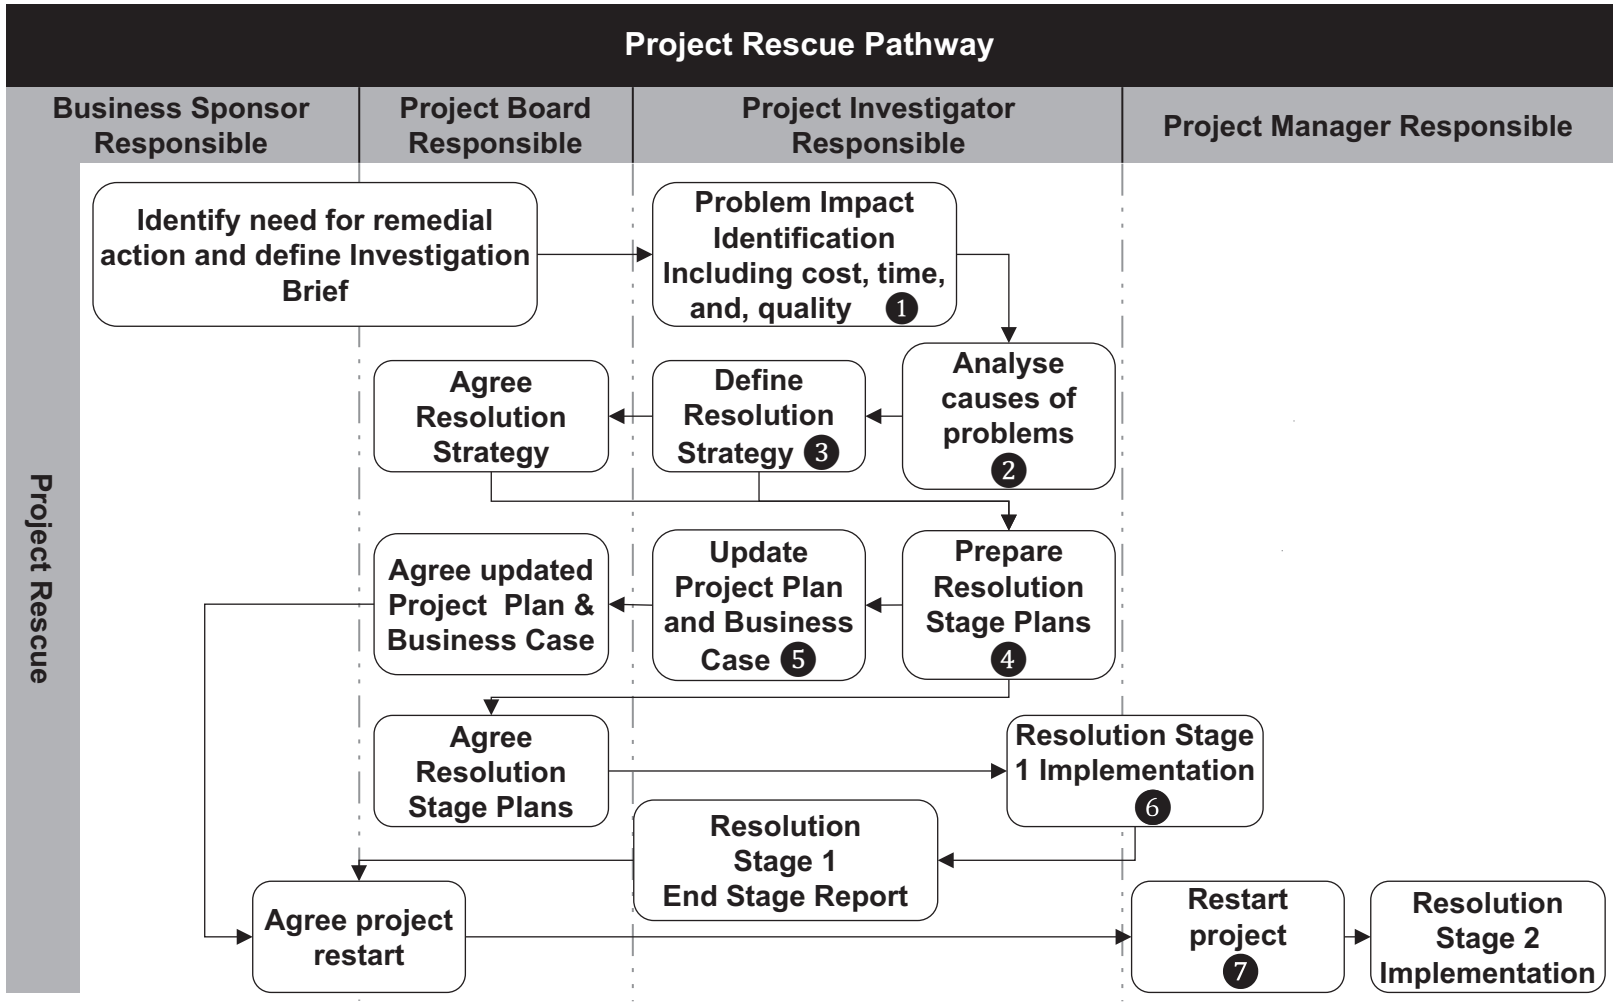 Project Rescue Pathway
Business Sponsor
Responsible
Project Board
Responsible
Project Investigator
Responsible
Project Manager Responsible
Project Rescue
Identify need for remedial
action and define Investigation
Brief
Problem Impact
Identification
Including cost, time,
and, quality 1
Analyse
causes of
problems
2
Define
Resolution
Strategy 3
Agree
Resolution
Strategy
Prepare
Resolution
Stage Plans
4
Update
Project Plan
and Business
Case 5
Agree updated
Project Plan &
Business Case
Agree
Resolution
Stage Plans
Resolution Stage
1 Implementation
6
Resolution
Stage 1
End Stage Report
Agree project
restart
Restart
project
7
Resolution
Stage 2
Implementation